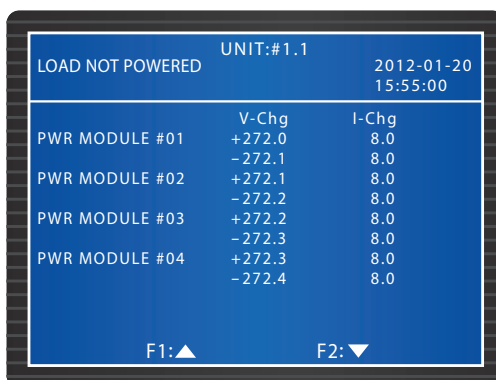 UNIT:#1.1
LOAD NOT POWERED 2012-01-20
15:55:00
V-Chg I-Chg
PWR MODULE #01 +272.0 8.0
−272.1 8.0
PWR MODULE #02 +272.1 8.0
−272.2 8.0
PWR MODULE #03 +272.2 8.0
−272.3 8.0
PWR MODULE #04 +272.3 8.0
−272.4 8.0
F1:▲ F2: ▼